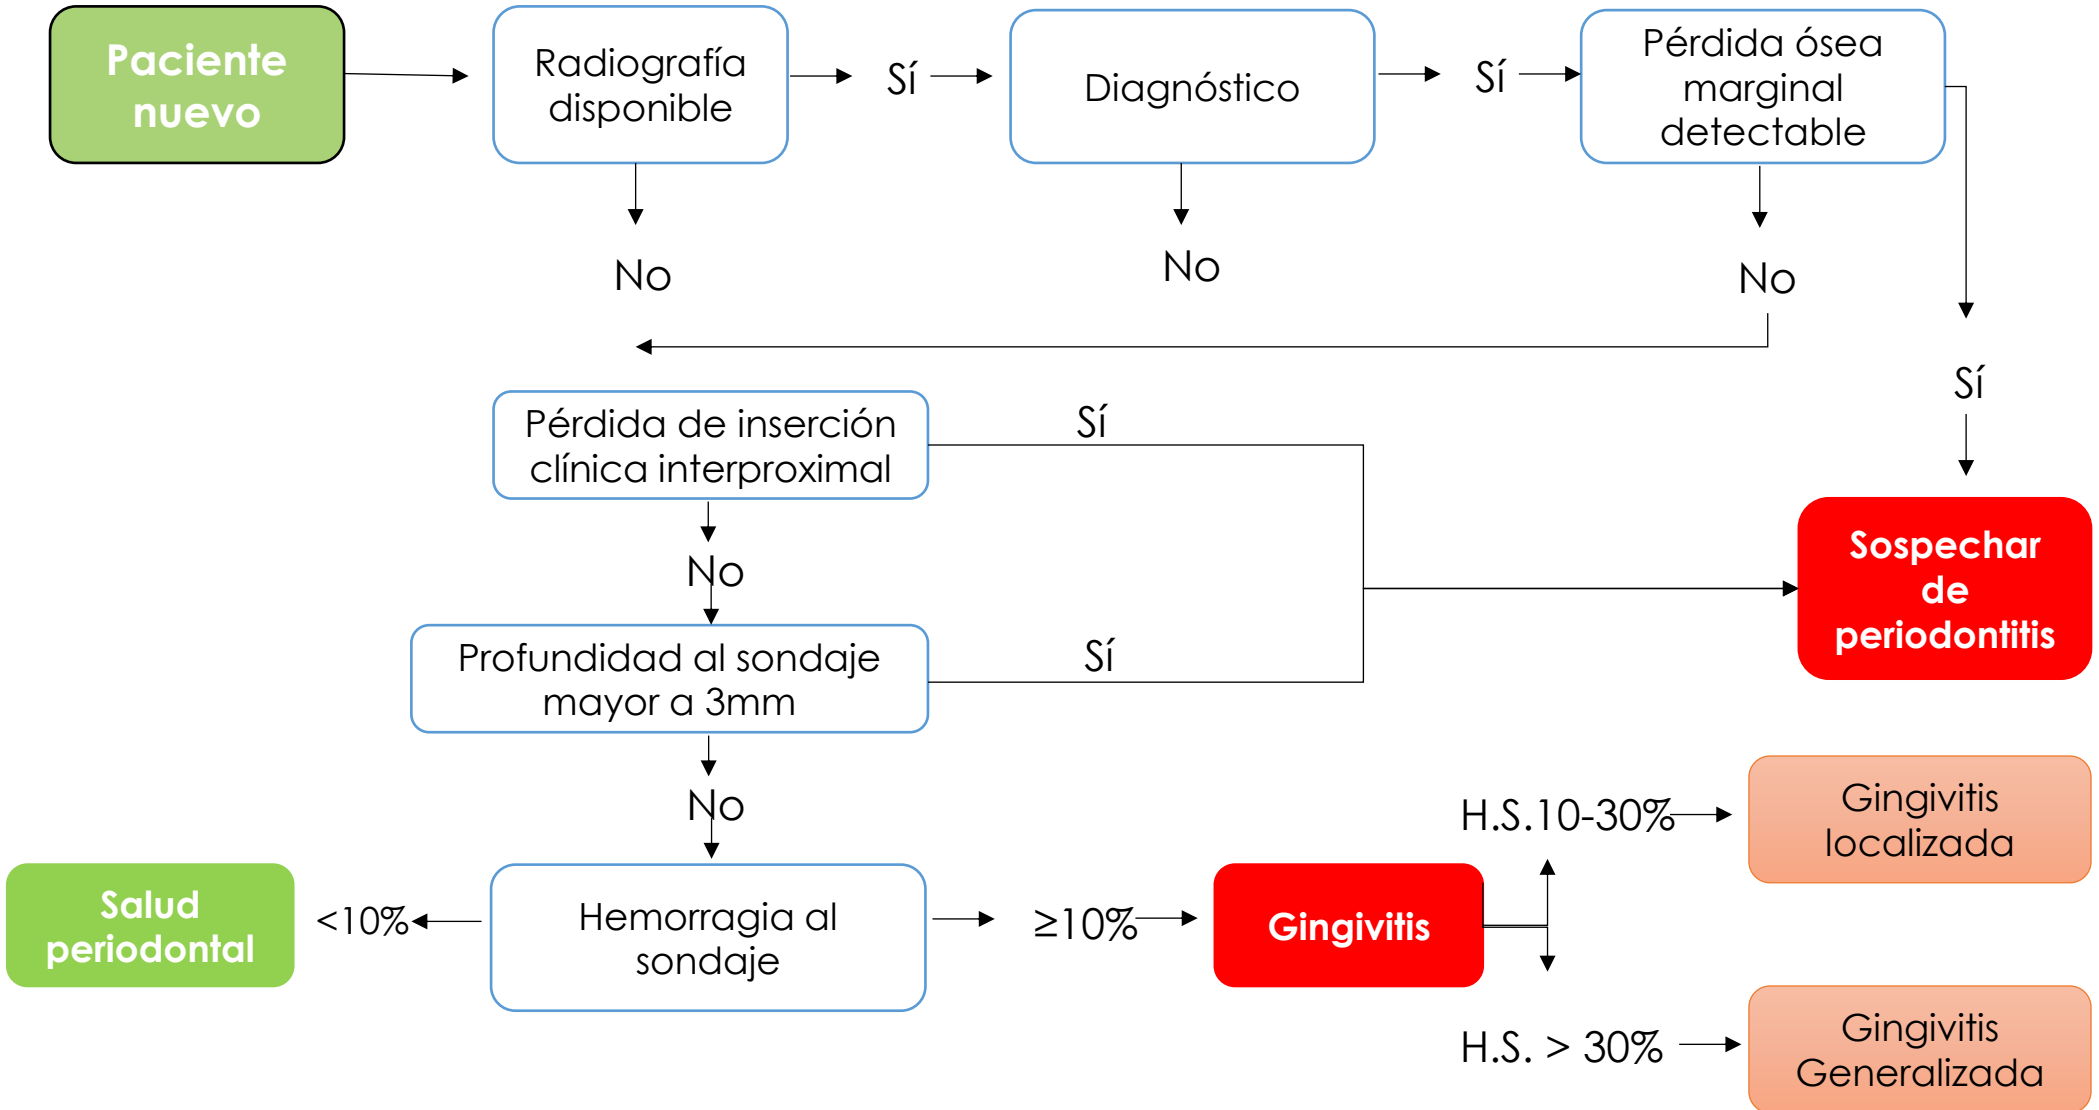 Paciente
nuevo
Radiografía
disponible
Sí
Diagnóstico
Sí
Pérdida ósea
marginal
detectable
No
No
No
Sí
Pérdida de inserción
clínica interproximal
Sí
No
Sospechar
de
periodontitis
Profundidad al sondaje
mayor a 3mm
Sí
No
H.S.10-30%
Gingivitis
localizada
Salud
periodontal
<10%
Hemorragia al
sondaje
≥10%
Gingivitis
H.S. > 30%
Gingivitis
Generalizada